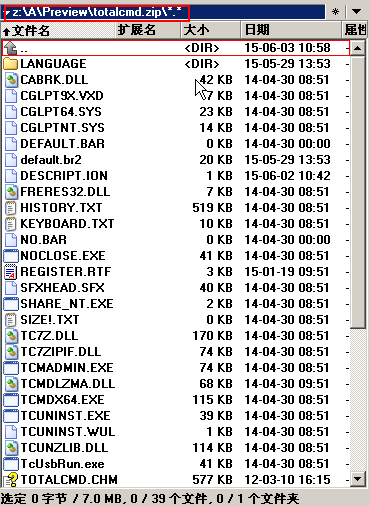 z:\A\Preview\totalcmd.zip\*.* * ▼
↑文件名 扩展名 大小 日期 属性
.. <DIR> 15-06-03 10:58 -
LANGUAGE <DIR> 15-05-29 13:53 -
CABRK.DLL 42 KB 14-04-30 08:51 -
CGLPT9X.VXD 7 KB 14-04-30 08:51 -
CGLPT64.SYS 23 KB 14-04-30 08:51 -
CGLPTNT.SYS 14 KB 14-04-30 08:51 -
DEFAULT.BAR 0 KB 14-04-30 00:00 -
default.br2 20 KB 15-05-29 13:53 -
DESCRIPT.ION 1 KB 15-06-02 10:42 -
FRERES32.DLL 7 KB 14-04-30 08:51 -
HISTORY.TXT 519 KB 14-04-30 08:51 -
KEYBOARD.TXT 10 KB 14-04-30 08:51 -
NO.BAR 0 KB 14-04-30 00:00 -
NOCLOSE.EXE 41 KB 14-04-30 08:51 -
REGISTER.RTF 3 KB 15-01-19 09:51 -
SFXHEAD.SFX 40 KB 14-04-30 08:51 -
SHARE_NT.EXE 2 KB 14-04-30 08:51 -
SIZE!.TXT 0 KB 14-04-30 08:51 -
TC7Z.DLL 170 KB 14-04-30 08:51 -
TC7ZIPIF.DLL 74 KB 14-04-30 08:51 -
TCMADMIN.EXE 74 KB 14-04-30 08:51 -
TCMDLZMA.DLL 68 KB 14-04-30 09:51 -
TCMDX64.EXE 115 KB 14-04-30 08:51 -
TCUNINST.EXE 39 KB 14-04-30 08:51 -
TCUNINST.WUL 1 KB 14-04-30 08:51 -
TCUNZLIB.DLL 114 KB 14-04-30 08:51 -
TcUsbRun.exe 41 KB 14-04-30 08:51 -
TOTALCMD.CHM 577 KB 12-03-10 16:15 -
选定 0 字节 / 7.0 MB, 0 / 39 个文件, 0 / 1 个文件夹